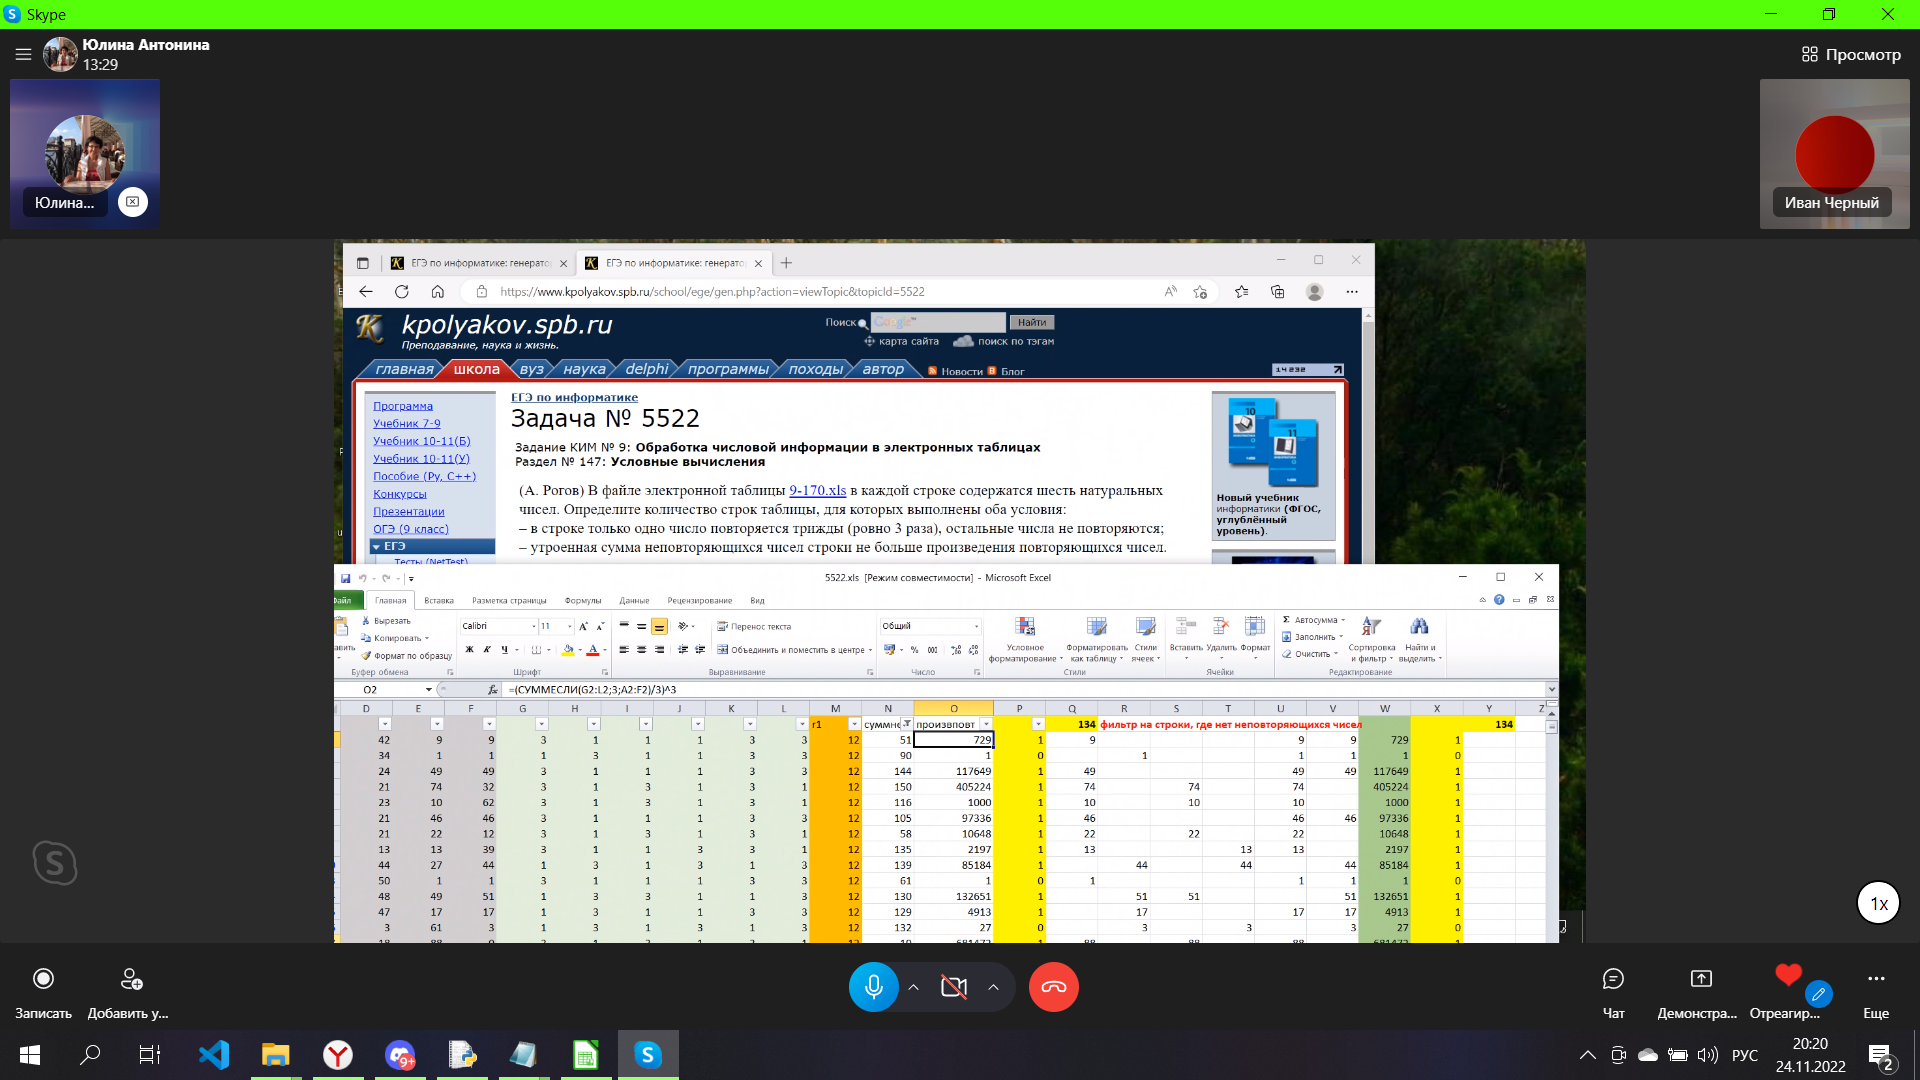 Skype
Юлина Антонина
13:29
Просмотр
Юлина...
Иван Черный
ЕГЭ по информатике: генерато
ЕГЭ по информатике: генерато
https://www.kpolyakov.spb.ru/school/ege/gen.php?action=viewTopic&topicId=5522
kpolyakov.spb.ru
Преподавание, наука и жизнь.
Поиск
Google™
Найти
карта сайта
поиск по тэгам
главная школа вуз наука delphi программы походы автор
Новости Блог
14232
Программа
Учебник 7-9
Учебник 10-11(Б)
Учебник 10-11(У)
Пособие (Py, C++)
Конкурсы
Презентации
ОГЭ (9 класс)
ЕГЭ
Тесты (NetTest)
ЕГЭ по информатике
Задача № 5522
Задание КИМ № 9: Обработка числовой информации в электронных таблицах
Раздел № 147: Условные вычисления
(А. Рогов) В файле электронной таблицы 9-170.xls в каждой строке содержатся шесть натуральных
чисел. Определите количество строк таблицы, для которых выполнены оба условия:
– в строке только одно число повторяется трижды (ровно 3 раза), остальные числа не повторяются;
– утроенная сумма неповторяющихся чисел строки не больше произведения повторяющихся чисел.
Новый учебник
информатики (ФГОС,
углублённый
уровень).
5522.xls [Режим совместимости] - Microsoft Excel
Файл Главная Вставка Разметка страницы Формулы Данные Рецензирование Вид
Вырезать
Копировать
Формат по образцу
Буфер обмена
Calibri 11
Ж К Ч
Шрифт
Перенос текста
Объединить и поместить в центре
Выравнивание
Общий
% 000
Число
Условное форматирование
Форматировать как таблицу
Стили ячеек
Стили
Вставить Удалить Формат
Ячейки
Σ Автосумма
Заполнить
Очистить
Сортировка и фильтр
Найти и выделить
Редактирование
O2 fx =(СУММЕСЛИ(G2:L2;3;A2:F2)/3)^3
D E F G H I J K L M N O P Q R S T U V W X Y Z
r1 суммне произвповт 134 фильтр на строки, где нет неповторяющихся чисел 134
42 9 9 3 1 1 1 3 3 12 51 729 1 9 9 9 729 1
34 1 1 1 3 1 1 3 3 12 90 1 0 1 1 1 1 0
24 49 49 3 1 1 1 3 3 12 144 117649 1 49 49 49 117649 1
21 74 32 3 1 3 1 3 1 12 150 405224 1 74 74 74 405224 1
23 10 62 3 1 3 1 3 1 12 116 1000 1 10 10 10 1000 1
21 46 46 3 1 1 1 3 3 12 105 97336 1 46 46 46 97336 1
21 22 12 3 1 3 1 3 1 12 58 10648 1 22 22 22 10648 1
13 13 39 3 1 1 3 3 1 12 135 2197 1 13 13 13 2197 1
44 27 44 1 3 1 3 1 3 12 139 85184 1 44 44 44 85184 1
50 1 1 3 1 1 1 3 3 12 61 1 0 1 1 1 1 0
48 49 51 1 3 3 1 1 3 12 130 132651 1 51 51 51 132651 1
47 17 17 1 3 1 1 3 3 12 129 4913 1 17 17 17 4913 1
3 61 3 1 3 1 3 1 3 12 132 27 0 3 3 3 27 0
1x
Записать
Добавить у...
Чат
Демонстра...
Отреагир...
Еще
9+
РУС
20:20
24.11.2022
2